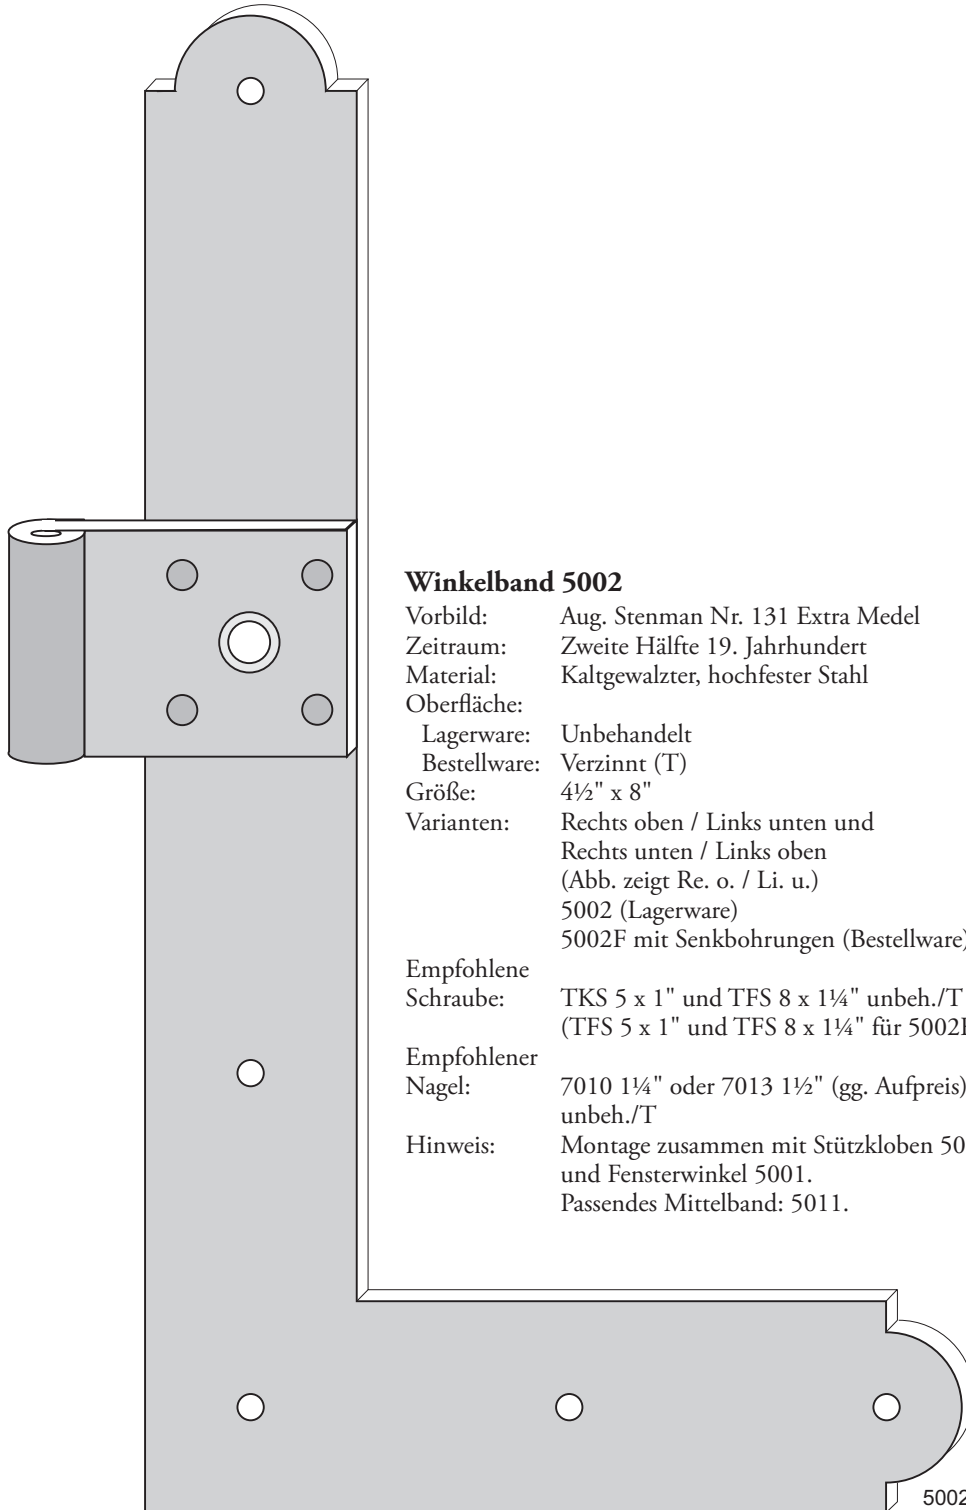 Winkelband 5002
Vorbild: Aug. Stenman Nr. 131 Extra Medel
Zeitraum: Zweite Hälfte 19. Jahrhundert
Material: Kaltgewalzter, hochfester Stahl
Oberfläche:
Lagerware: Unbehandelt
Bestellware: Verzinnt (T)
Größe: 4½" x 8"
Varianten: Rechts oben / Links unten und
Rechts unten / Links oben
(Abb. zeigt Re. o. / Li. u.)
5002 (Lagerware)
5002F mit Senkbohrungen (Bestellware)
Empfohlene
Schraube: TKS 5 x 1" und TFS 8 x 1¼" unbeh./T
(TFS 5 x 1" und TFS 8 x 1¼" für
Empfohlener
Nagel: 7010 1¼" oder 7013 1½" (gg. Aufpreis)
unbeh./T
Hinweis: Montage zusammen mit Stützkloben
und Fensterwinkel 5001.
Passendes Mittelband: 5011.
5002